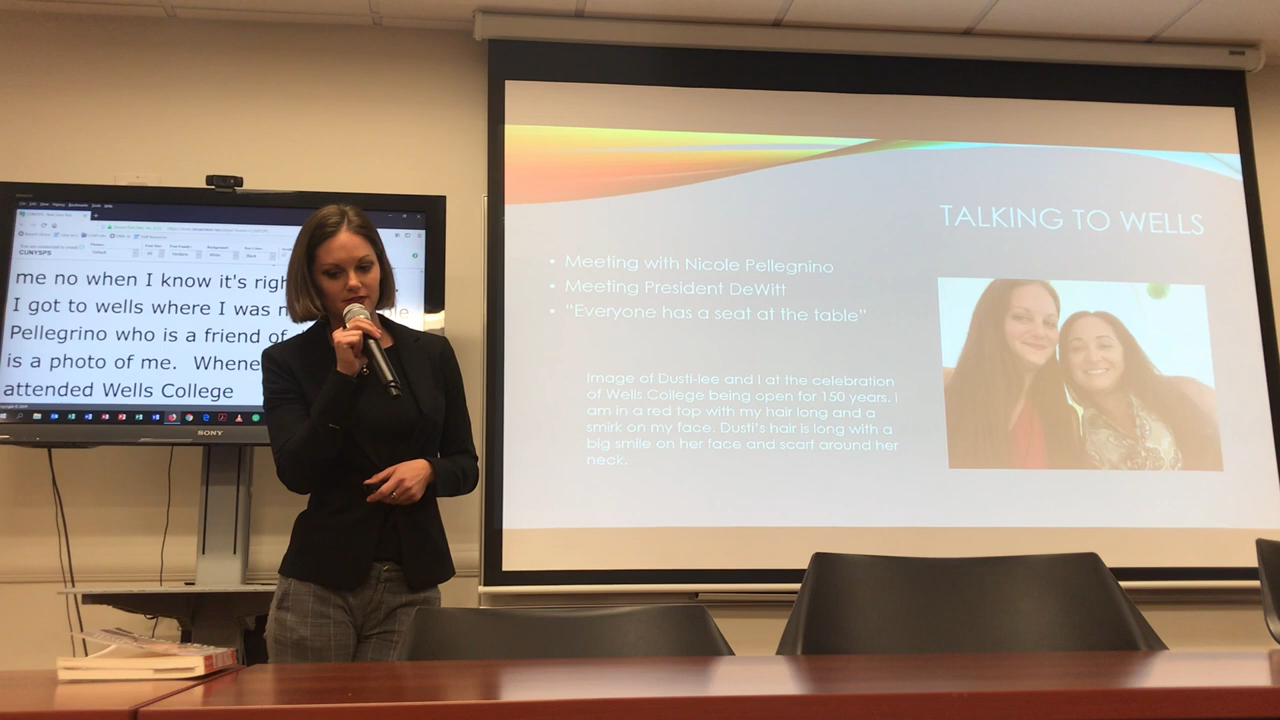 CUNYSPS
me no when I know it's righ
I got to wells where I was n
Pellegrino who is a friend of
is a photo of me.  Whene
attended Wells College
SONY
TALKING TO WELLS
• Meeting with Nicole Pellegnino
• Meeting President DeWitt
• “Everyone has a seat at the table”
Image of Dusti-lee and I at the celebration
of Wells College being open for 150 years. I
am in a red top with my hair long and a
smirk on my face. Dusti’s hair is long with a
big smile on her face and scarf around her
neck.